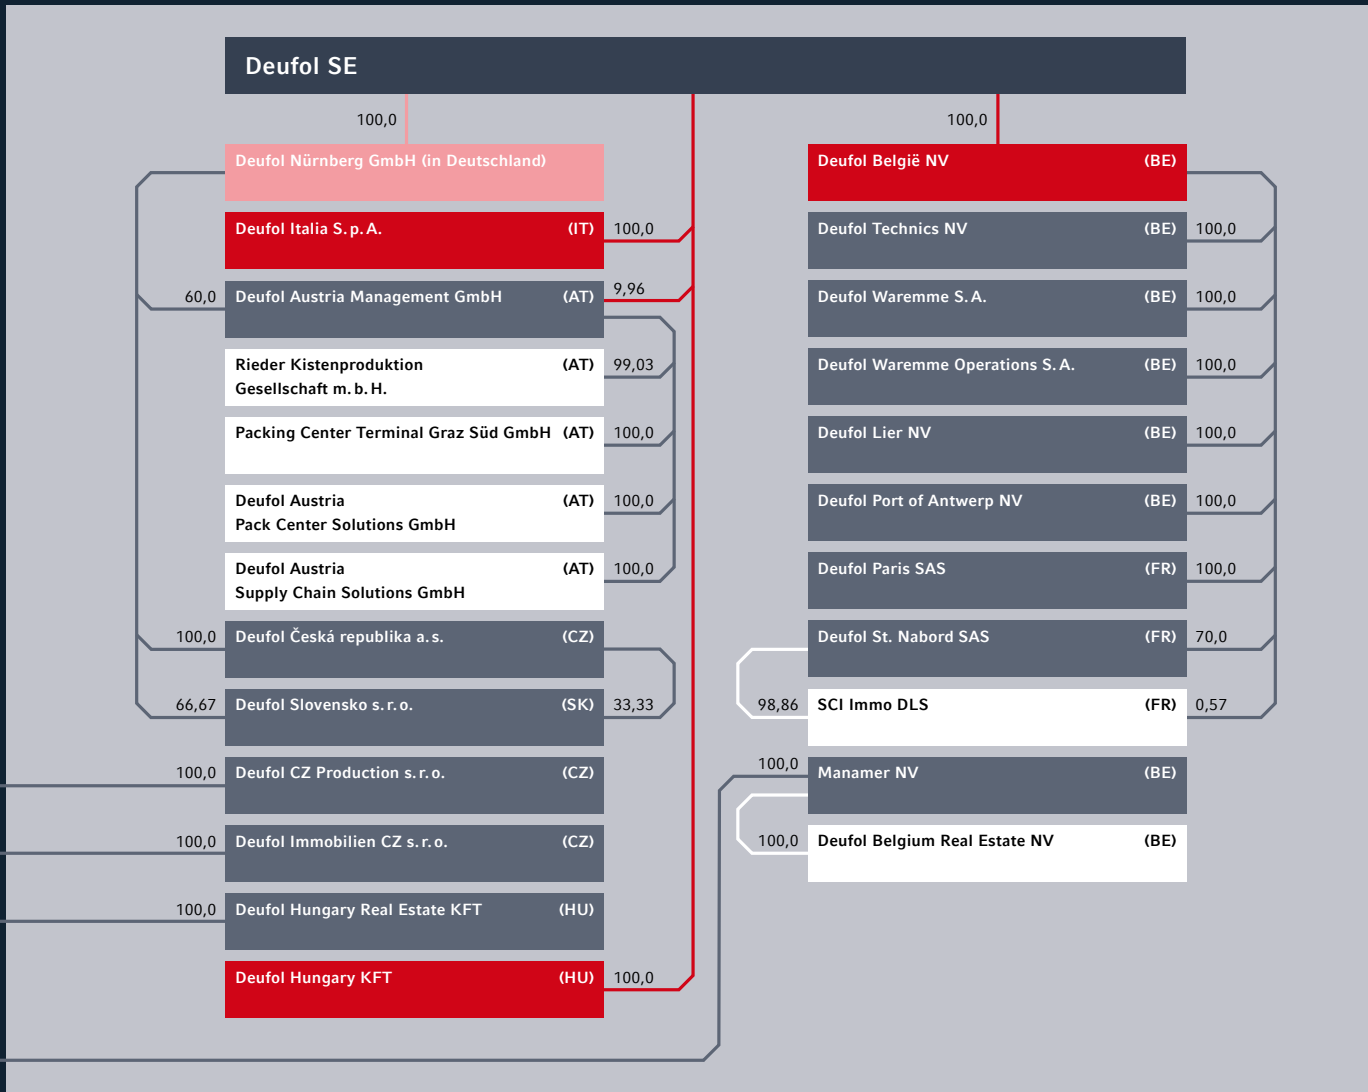 Deufol SE
100,0
Deufol Nürnberg GmbH (in Deutschland)
Deufol Italia S.p.A. (IT) 100,0
60,0 Deufol Austria Management GmbH (AT) 9,96
Rieder Kistenproduktion (AT) 99,03
Gesellschaft m.b.H.
Packing Center Terminal Graz Süd GmbH (AT) 100,0
Deufol Austria (AT) 100,0
Pack Center Solutions GmbH
Deufol Austria (AT) 100,0
Supply Chain Solutions GmbH
100,0 Deufol Česká republika a.s. (CZ)
66,67 Deufol Slovensko s.r.o. (SK) 33,33
100,0 Deufol CZ Production s.r.o. (CZ)
100,0 Deufol Immobilien CZ s.r.o. (CZ)
100,0 Deufol Hungary Real Estate KFT (HU)
Deufol Hungary KFT (HU) 100,0
100,0
Deufol België NV (BE)
Deufol Technics NV (BE) 100,0
Deufol Waremme S.A. (BE) 100,0
Deufol Waremme Operations S.A. (BE) 100,0
Deufol Lier NV (BE) 100,0
Deufol Port of Antwerp NV (BE) 100,0
Deufol Paris SAS (FR) 100,0
Deufol St. Nabord SAS (FR) 70,0
98,86 SCI Immo DLS (FR) 0,57
100,0 Manamer NV (BE)
100,0 Deufol Belgium Real Estate NV (BE)